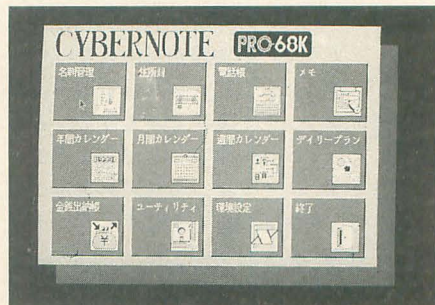 CYBERNOTE PRO-68K
名刺管理 住所録 電話帳 メモ
年間カレンダー 月間カレンダー 週間カレンダー デイリープラン
金銭出納帳 ユーティリティ 環境設定 終了